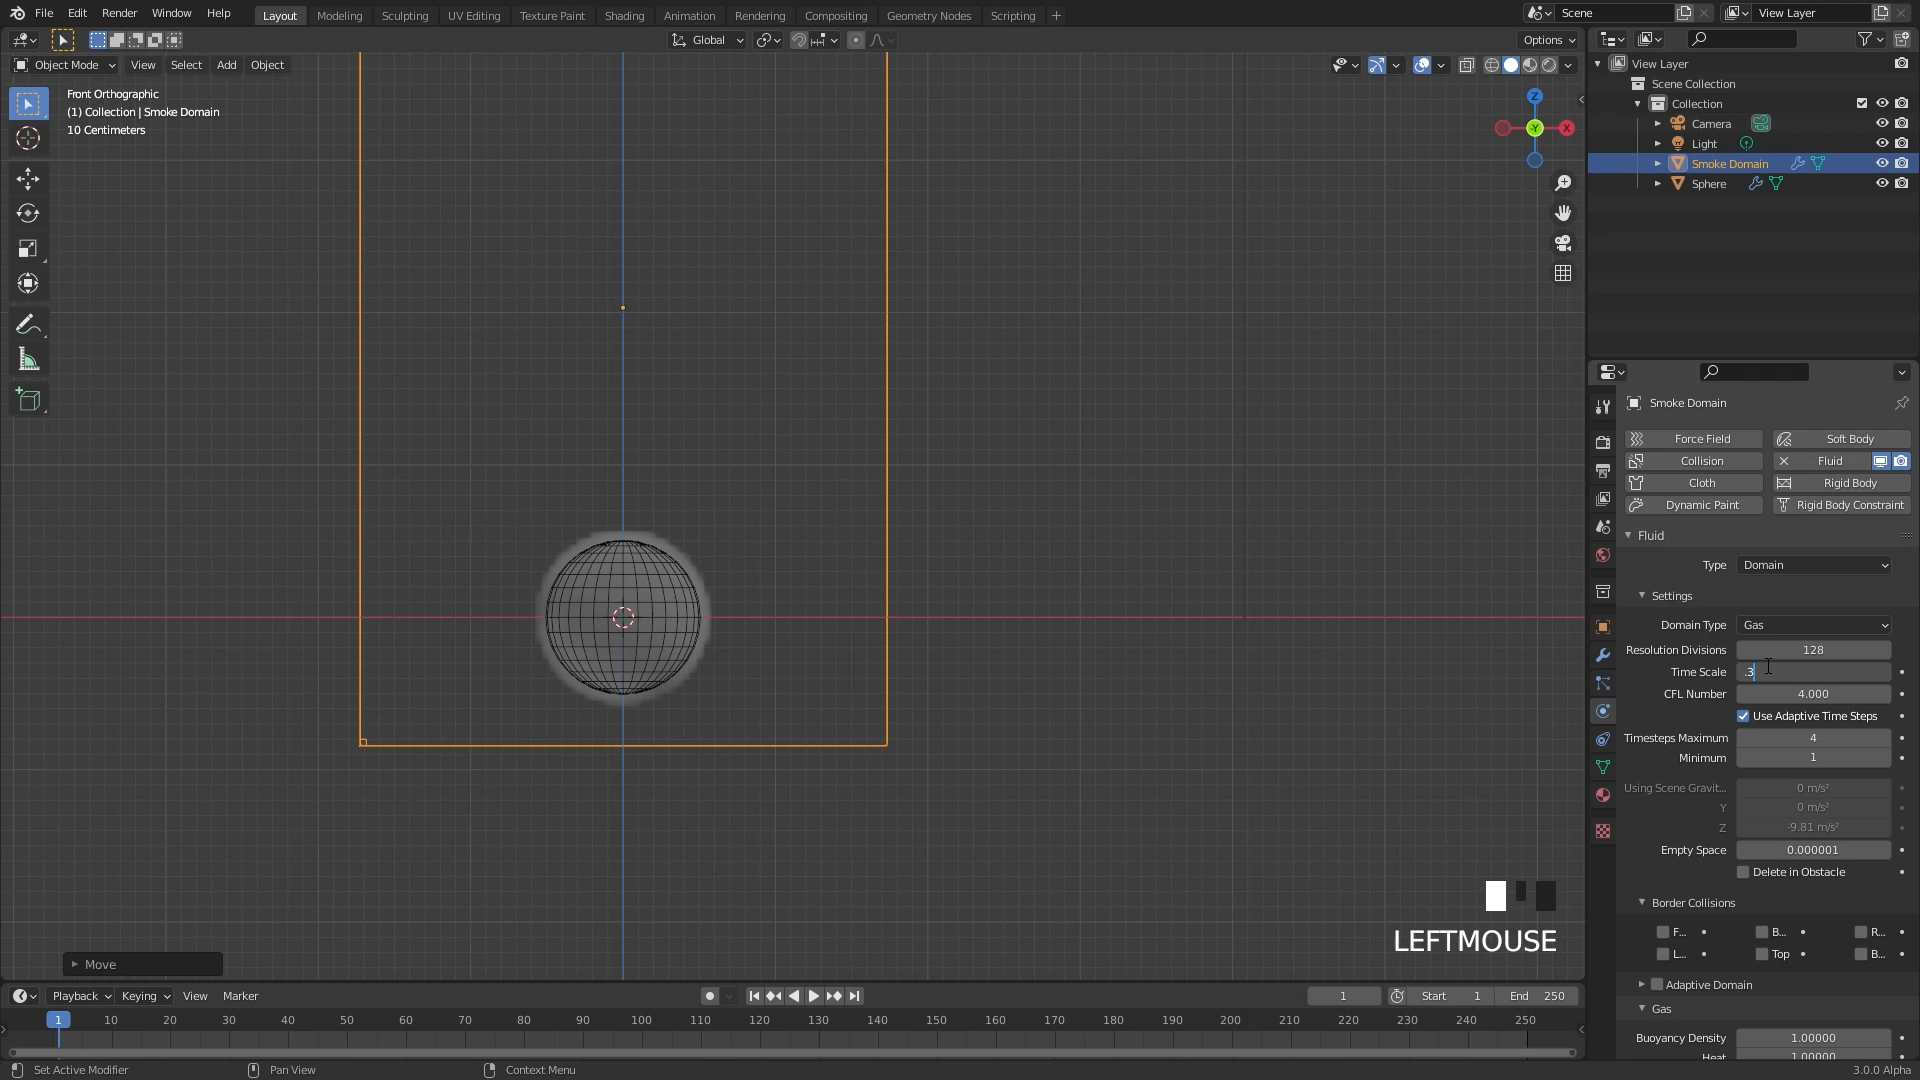 File Edit Render Window Help Layout Modeling Sculpting UV Editing Texture Paint Shading Animation Rendering Compositing Geometry Nodes Scripting Scene View Layer
Global Options
Object Mode View Select Add Object
Front Orthographic
(1) Collection | Smoke Domain
10 Centimeters
Z
Y
X
View Layer
Scene Collection
Collection
Camera
Light
Smoke Domain
Sphere
Smoke Domain
Force Field Soft Body
Collision Fluid
Cloth Rigid Body
Dynamic Paint Rigid Body Constraint
Fluid
Type Domain
Settings
Domain Type Gas
Resolution Divisions 128
Time Scale .3
CFL Number 4.000
Use Adaptive Time Steps
Timesteps Maximum 4
Minimum 1
Using Scene Gravit... 0 m/s²
Y 0 m/s²
Z -9.81 m/s²
Empty Space 0.000001
Delete in Obstacle
Border Collisions
F... B... R...
L... Top B...
Adaptive Domain
Gas
Buoyancy Density 1.00000
Heat 1.00000
LEFTMOUSE
Move
Playback Keying View Marker 1 Start 1 End 250
1 10 20 30 40 50 60 70 80 90 100 110 120 130 140 150 160 170 180 190 200 210 220 230 240 250
Set Active Modifier Pan View Context Menu 3.0.0 Alpha